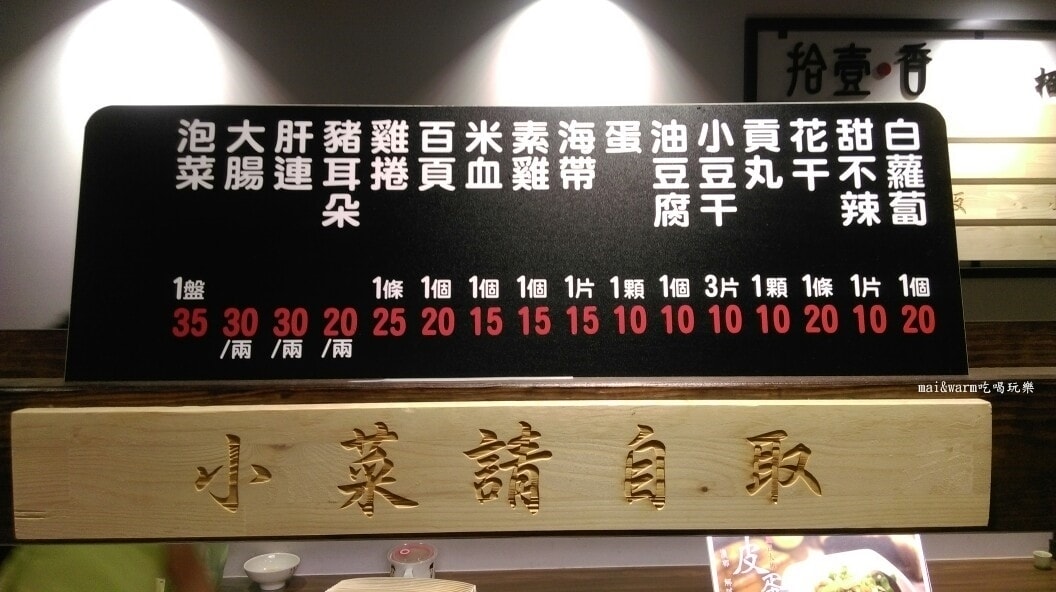 拾壹・香
白蘿蔔 1個 20
甜不辣 1片 10
花干 1條 20
貢丸 1顆 10
小豆干 3片 10
油豆腐 1個 10
蛋 1顆 10
海帶 1片 15
素雞 1個 15
米血 1個 15
百頁 1個 20
雞捲 1條 25
豬耳朵 20/兩
肝連 30/兩
大腸 30/兩
泡菜 1盤 35
mai&warm吃喝玩樂
小菜請自取
皮蛋